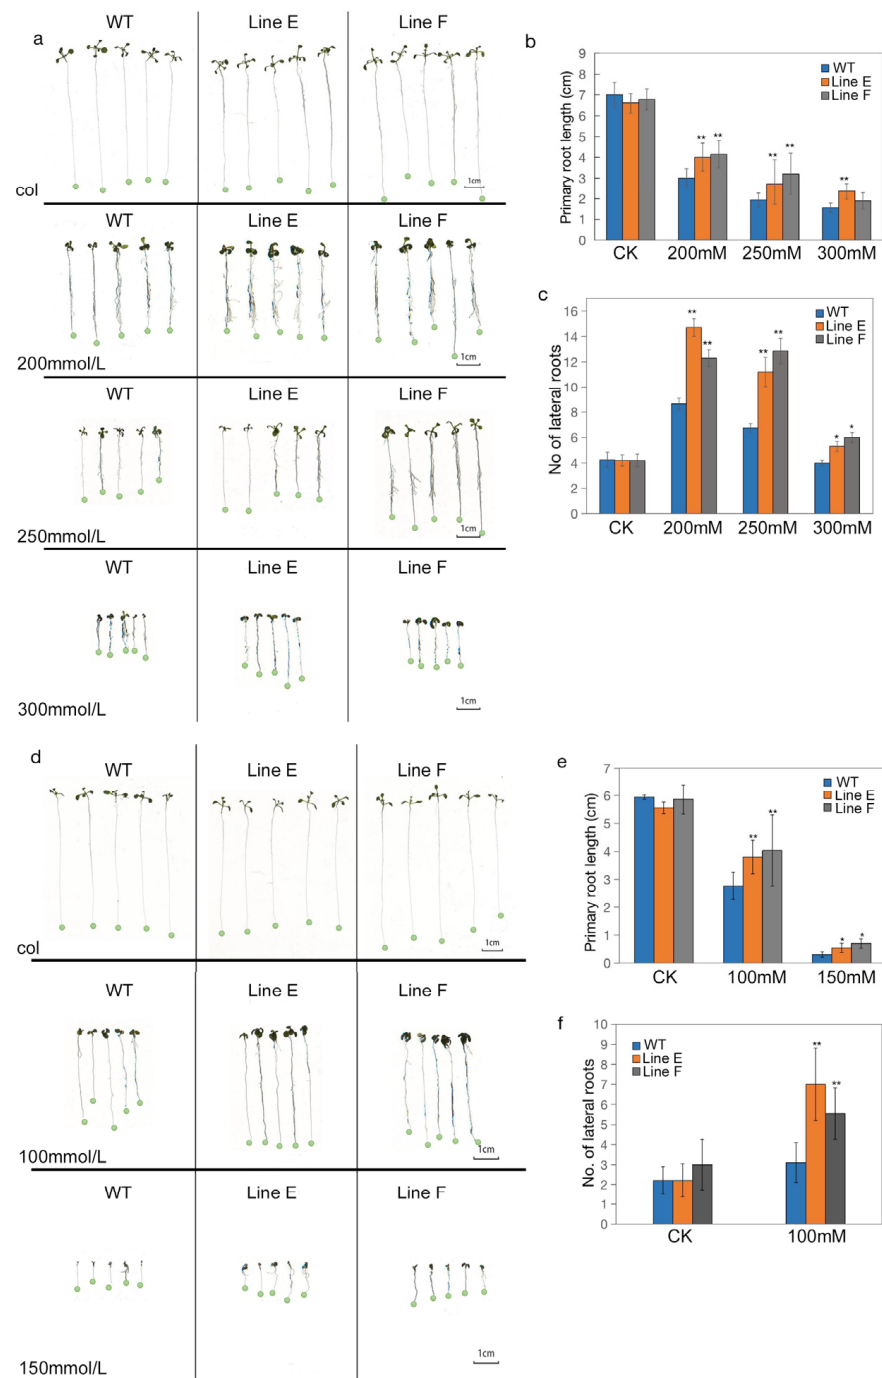 a
WT
Line E
Line F
col
1cm
WT
Line E
Line F
200mmol/L
1cm
WT
Line E
Line F
250mmol/L
1cm
WT
Line E
Line F
300mmol/L
1cm
b
Primary root length (cm)
9
8
7
6
5
4
3
2
1
0
WT
Line E
Line F
** **
** **
**
CK 200mM 250mM 300mM
c
No of lateral roots
16
14
12
10
8
6
4
2
0
WT
Line E
Line F
** **
** **
* *
CK 200mM 250mM 300mM
d
WT
Line E
Line F
col
1cm
WT
Line E
Line F
100mmol/L
1cm
WT
Line E
Line F
150mmol/L
1cm
e
Primary root length (cm)
7
6
5
4
3
2
1
0
WT
Line E
Line F
** **
* *
CK 100mM 150mM
f
No. of lateral roots
10
9
8
7
6
5
4
3
2
1
0
WT
Line E
Line F
** **
CK 100mM